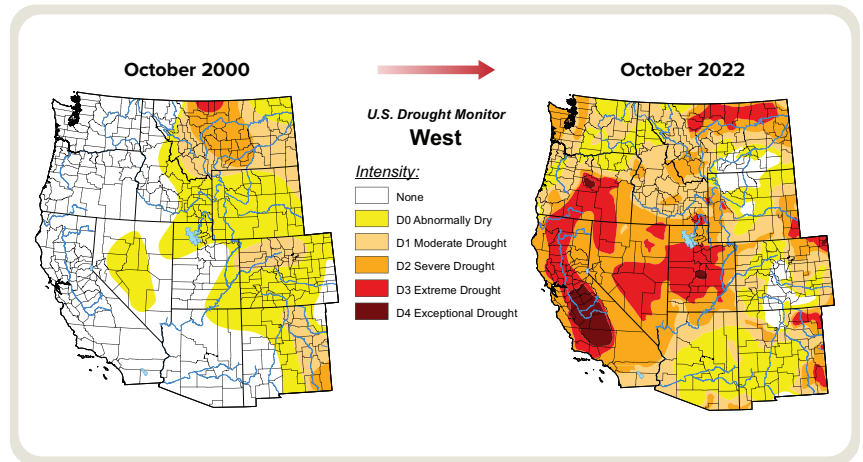 October 2000
October 2022
U.S. Drought Monitor
West
Intensity:
None
D0 Abnormally Dry
D1 Moderate Drought
D2 Severe Drought
D3 Extreme Drought
D4 Exceptional Drought